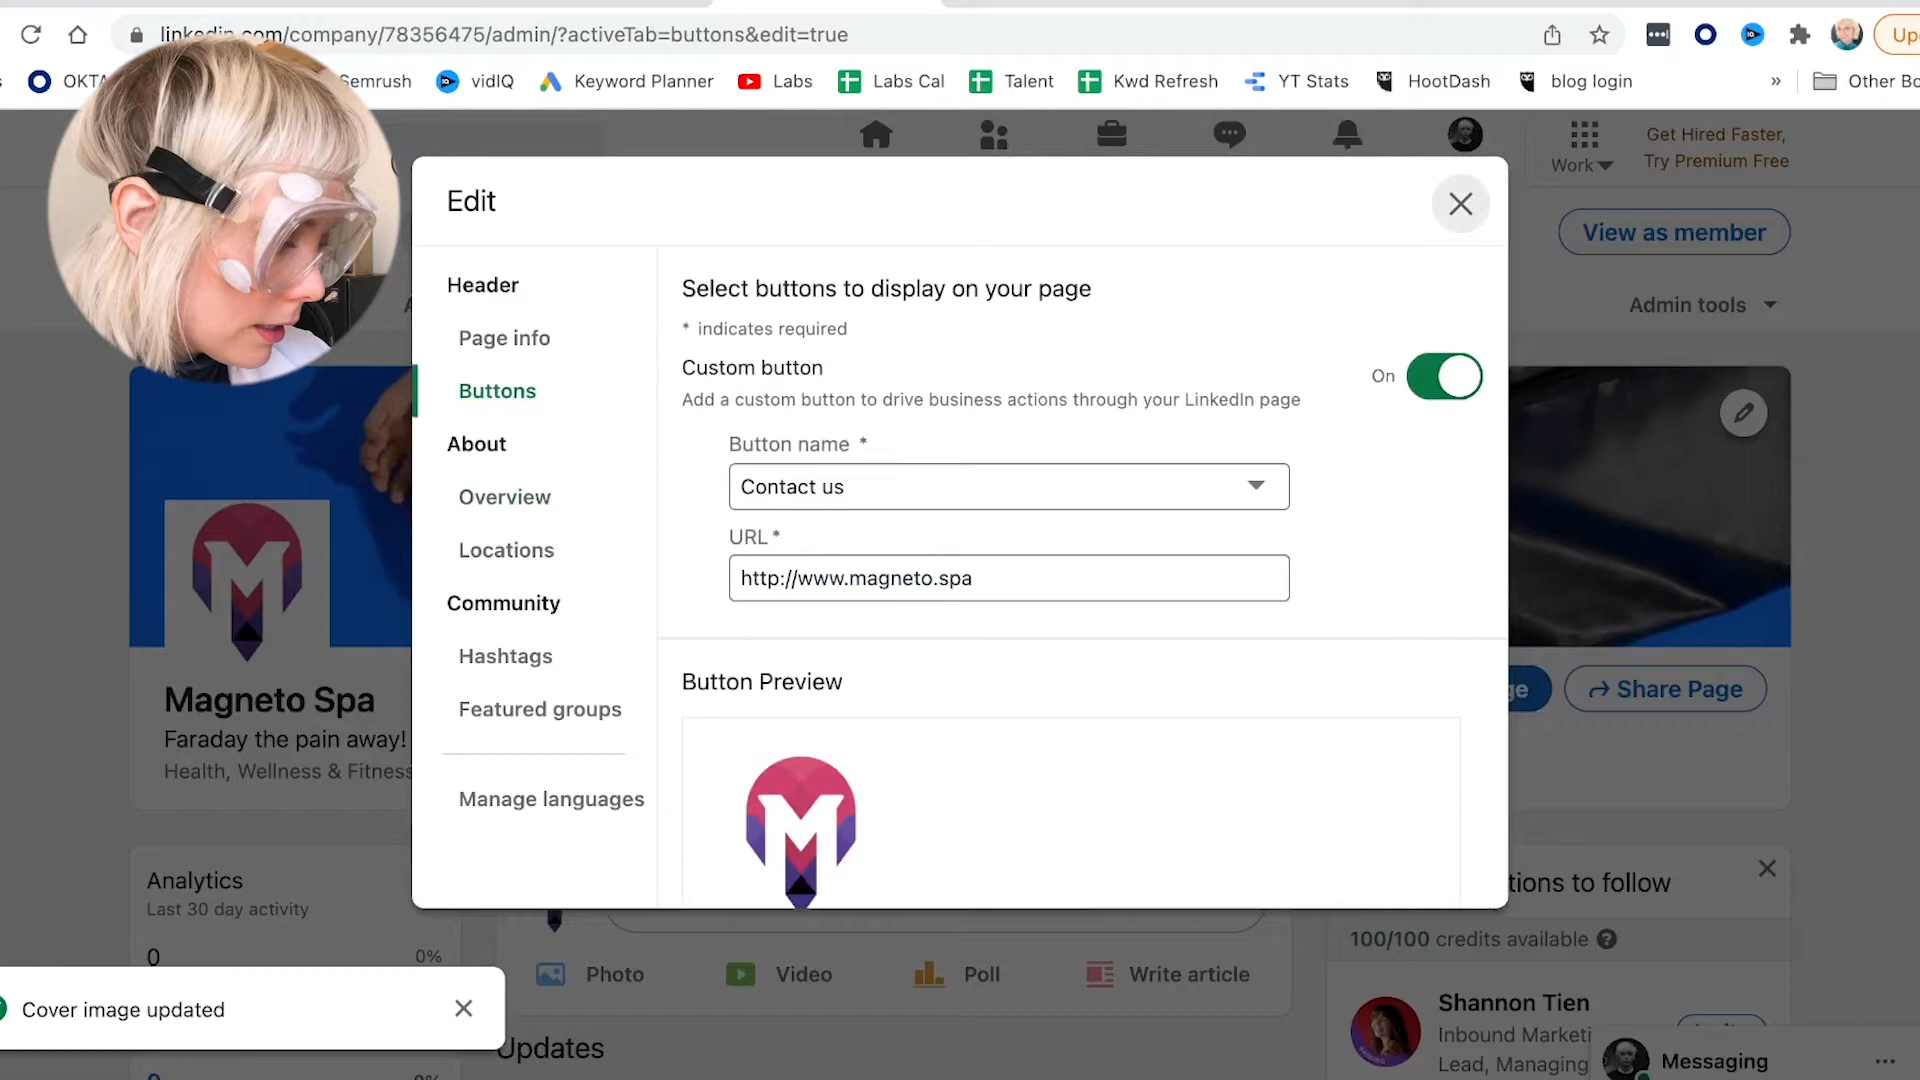 linkedin.com/company/78356475/admin/?activeTab=buttons&edit=true
OKTA Semrush vidIQ Keyword Planner Labs Labs Cal Talent Kwd Refresh YT Stats HootDash blog login » Other Bo
Work
Get Hired Faster,
Try Premium Free
View as member
Admin tools
Edit
Header
Page info
Buttons
About
Overview
Locations
Community
Hashtags
Featured groups
Manage languages
Select buttons to display on your page
* indicates required
Custom button
On
Add a custom button to drive business actions through your LinkedIn page
Button name *
Contact us
URL*
http://www.magneto.spa
Button Preview
M
M
Magneto Spa
Faraday the pain away!
Health, Wellness & Fitness
Share Page
Analytics
Last 30 day activity
0 0%
Cover image updated
Photo Video Poll Write article
Updates
tions to follow
100/100 credits available
Shannon Tien
Inbound Marketi
Lead, Managing
Messaging